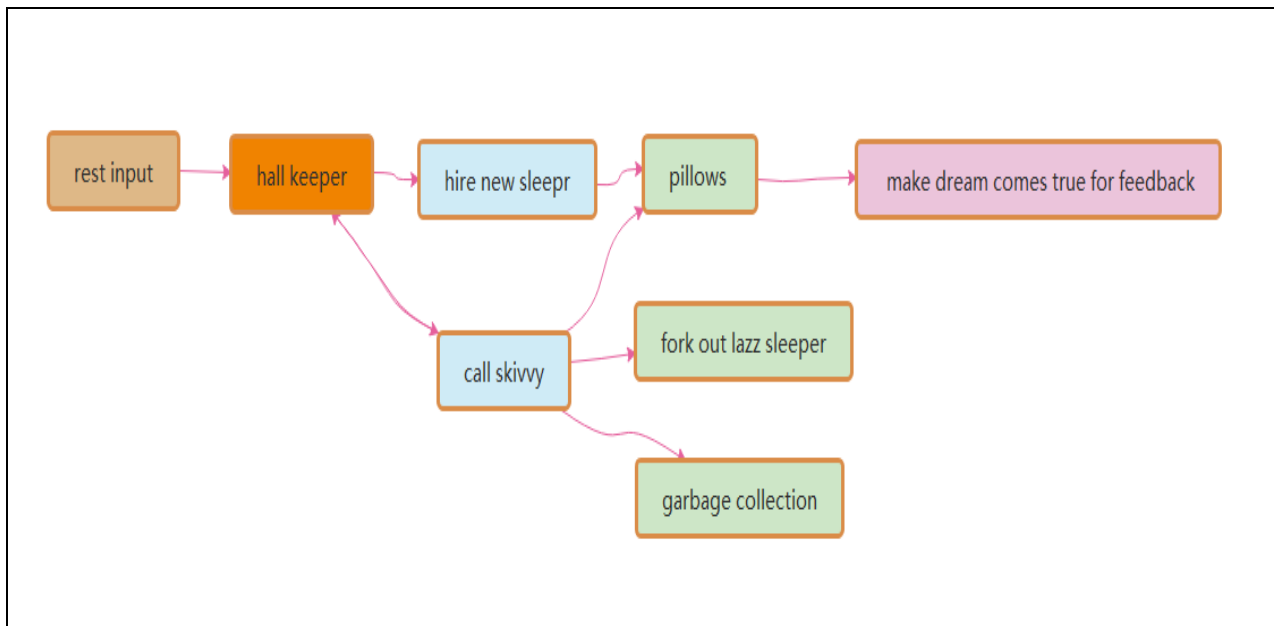 rest input
hall keeper
hire new sleepr
pillows
make dream comes true for feedback
fork out lazz sleeper
call skivvy
garbage collection